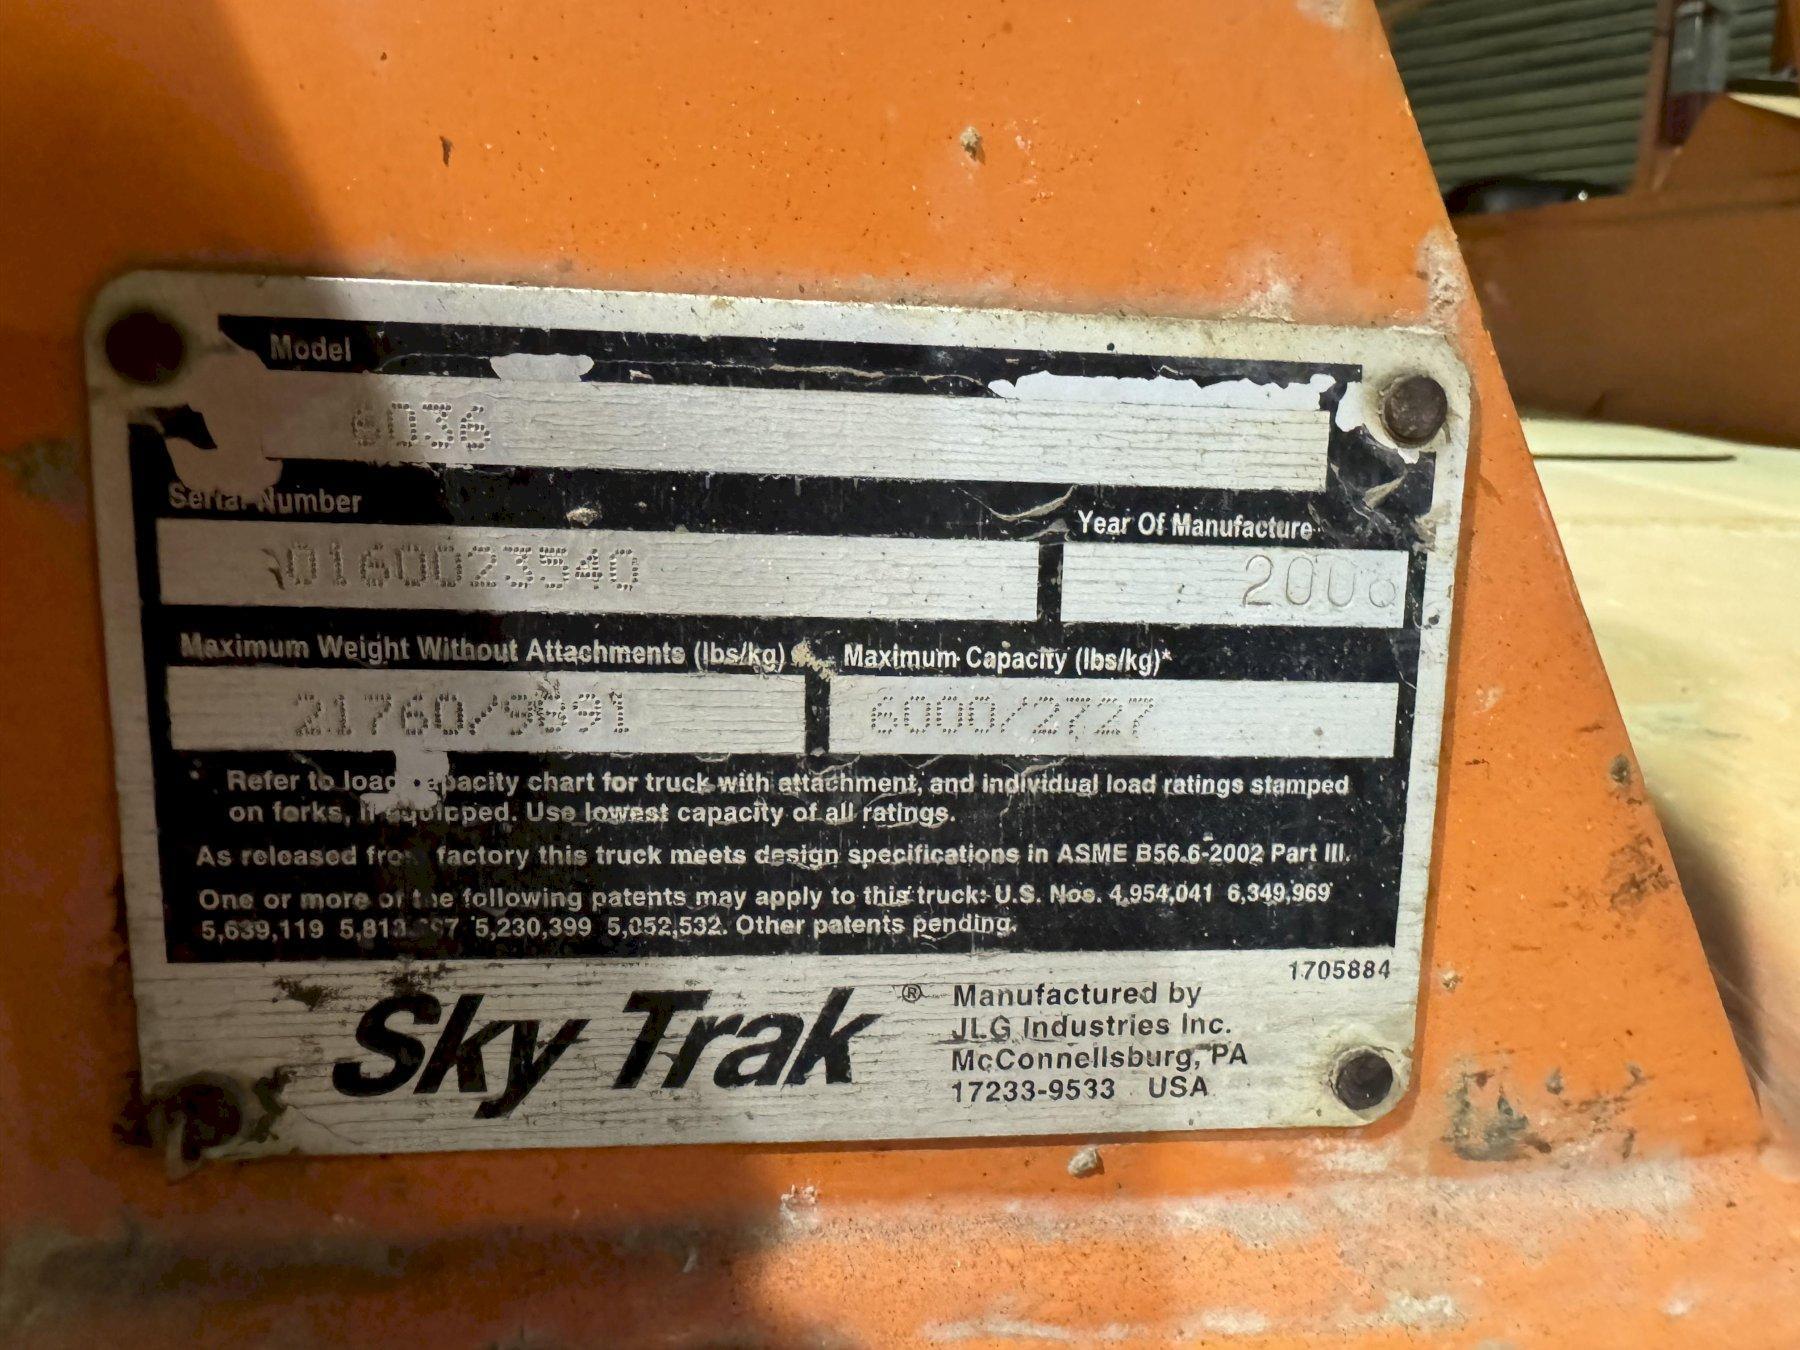 Model
6036
Serial Number
0160023540
Year Of Manufacture
Maximum Weight Without Attachments (lbs/kg)
Maximum Capacity (lbs/kg)*
6000/2727
* Refer to load capacity chart for truck with attachment, and individual load ratings stamped
on forks, if equipped. Use lowest capacity of all ratings.
As released from factory this truck meets design specifications in ASME B56.6-2002 Part III.
One or more of the following patents may apply to this truck: U.S. Nos. 4,954,041 6,349,969
5,639,119 5,230,399 5,052,532. Other patents pending.
1705884
Sky Trak ®
Manufactured by
JLG Industries Inc.
McConnellsburg, PA
17233-9533 USA